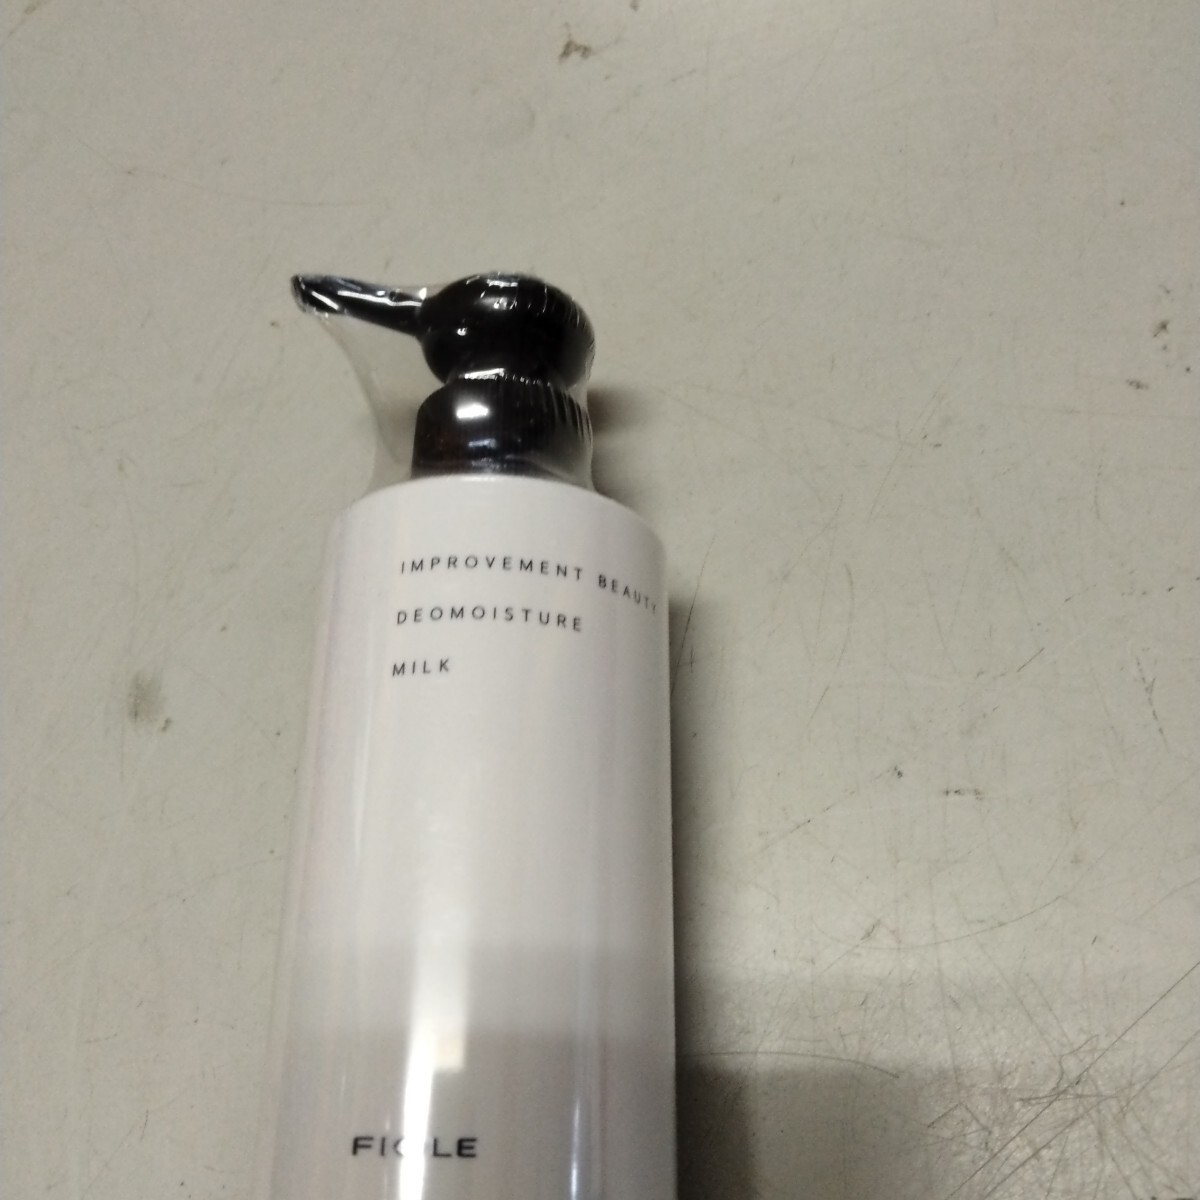 IMPROVEMENT BEAUTY
DEOMOISTURE
MILK
FIOLE